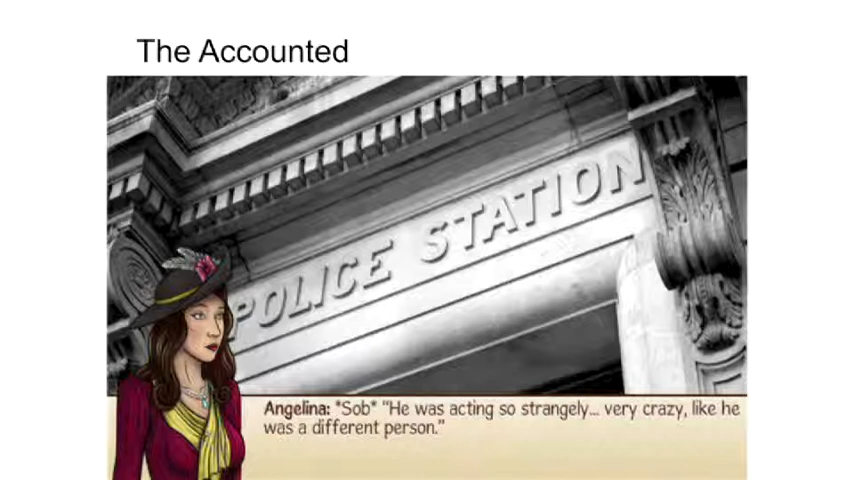 The Accounted
POLICE STATION
Angelina: *Sob* "He was acting so strangely... very crazy, like he
was a different person."